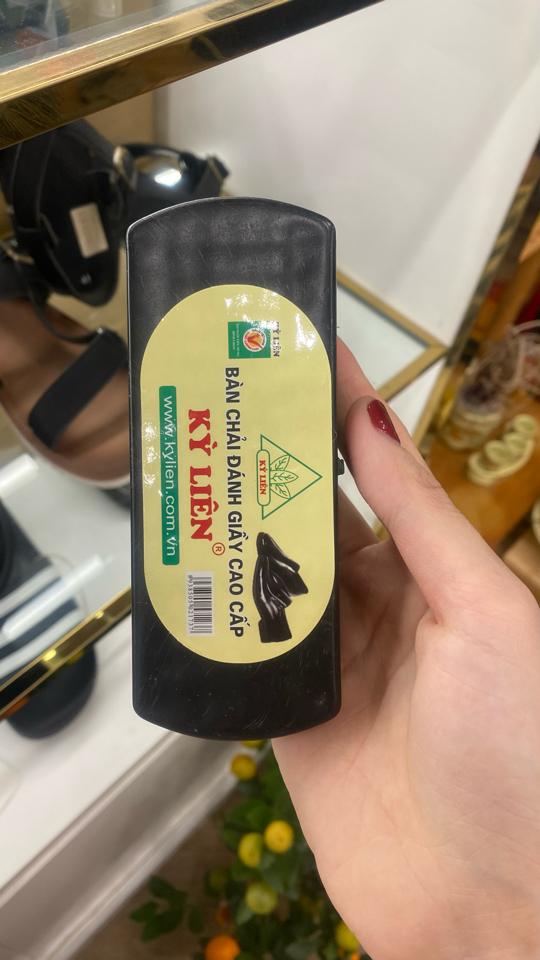 KỲ LIÊN
KỲ LIÊN
BÀN CHẢI ĐÁNH GIẦY CAO CẤP
KỲ LIÊN®
www.kylien.com.vn